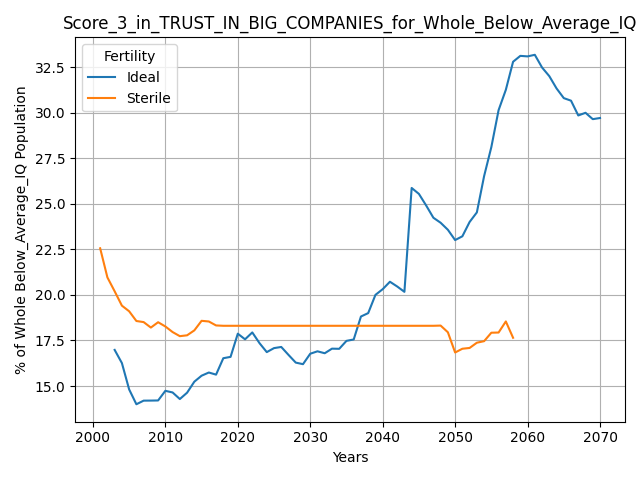 Score_3_in_TRUST_IN_BIG_COMPANIES_for_Whole_Below_Average_IQ
Fertility
Ideal
Sterile
% of Whole Below_Average_IQ Population
32.5
30.0
27.5
25.0
22.5
20.0
17.5
15.0
2000
2010
2020
2030
2040
2050
2060
2070
Years